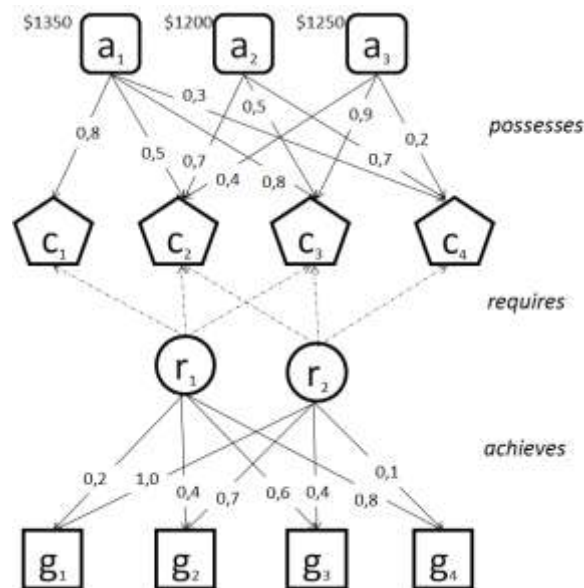 $1350 $1200 $1250
a1 a2 a3
0,3 0,5 0,9 0,2
possesses
0,8 0,5 0,7 0,4 0,8 0,7
c1 c2 c3 c4
requires
r1 r2
achieves
0,2 1,0 0,4 0,7 0,6 0,4 0,8 0,1
g1 g2 g3 g4